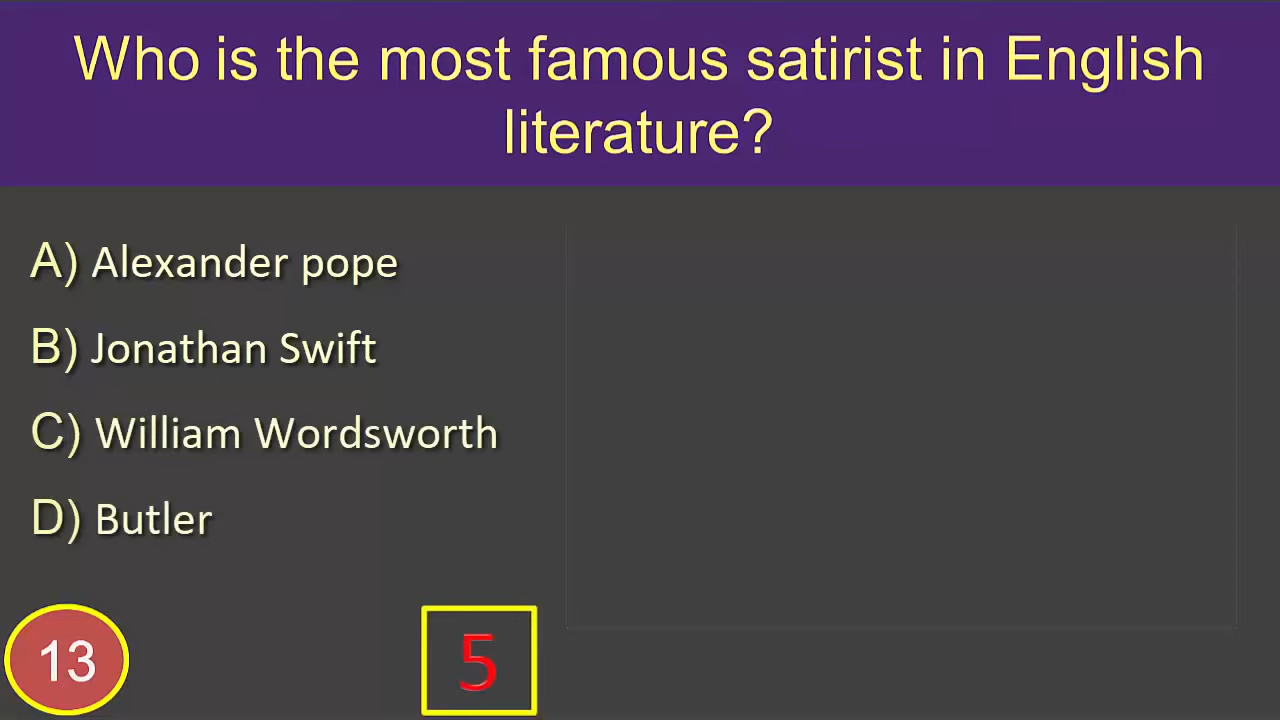 Who is the most famous satirist in English
literature?
A) Alexander pope
B) Jonathan Swift
C) William Wordsworth
D) Butler
13
5